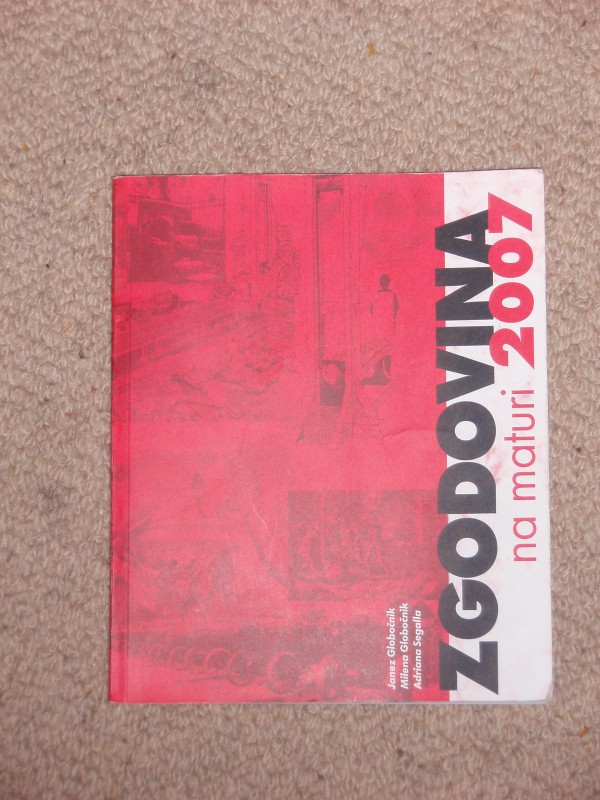 Janez Globočnik
Milena Globočnik
Adriana Segalla
ZGODOVINA
na maturi 2007